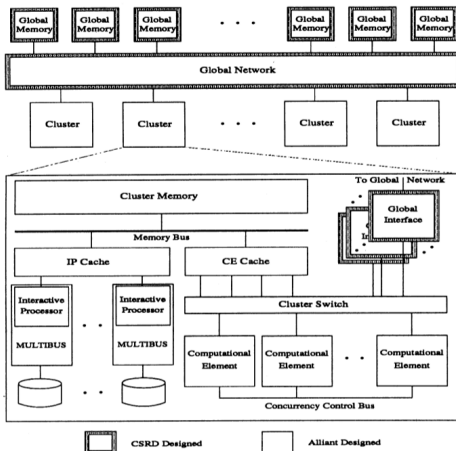 Global Memory
Global Memory
Global Memory
Global Memory
Global Memory
Global Memory
Global Network
Cluster
Cluster
Cluster
Cluster
To Global Network
Cluster Memory
Global Interface
Memory Bus
IP Cache
CE Cache
Cluster Switch
Interactive Processor
Interactive Processor
MULTIBUS
MULTIBUS
Computational Element
Computational Element
Computational Element
Concurrency Control Bus
CSRD Designed
Alliant Designed